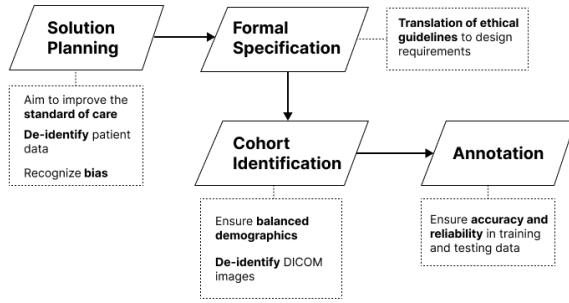 Solution
Planning
Formal
Specification
Translation of ethical
guidelines to design
requirements
Aim to improve the
standard of care
De-identify patient
data
Recognize bias
Cohort
Identification
Annotation
Ensure balanced
demographics
De-identify DICOM
images
Ensure accuracy and
reliability in training
and testing data